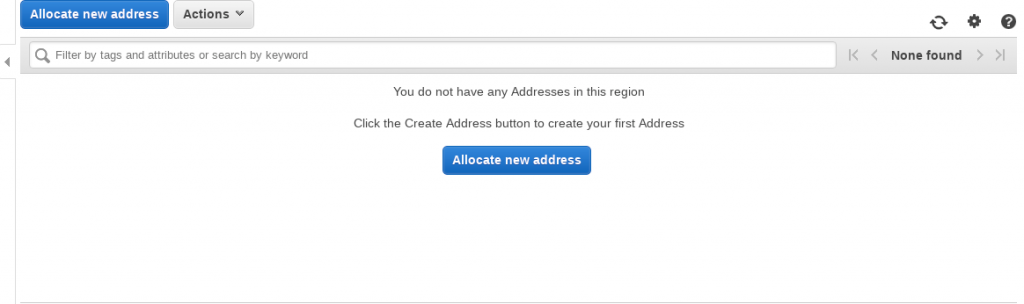 Allocate new address Actions
Filter by tags and attributes or search by keyword None found
You do not have any Addresses in this region
Click the Create Address button to create your first Address
Allocate new address